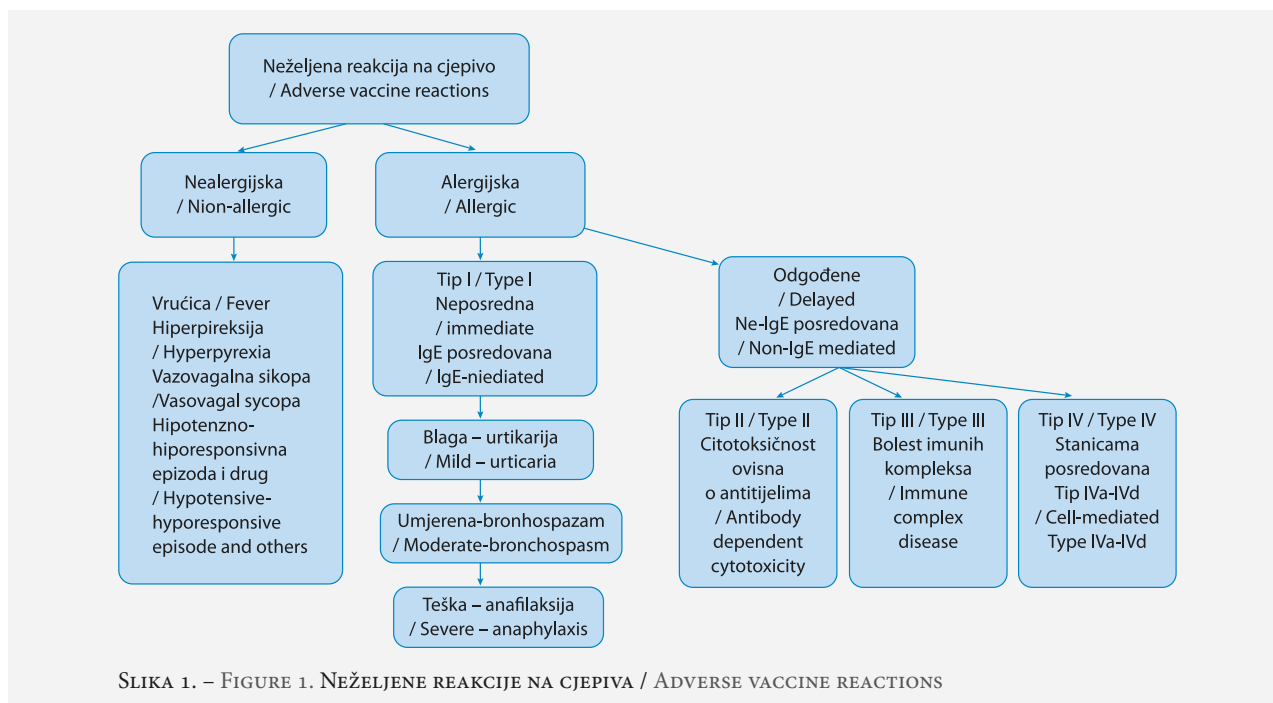 Neželjena reakcija na cjepivo
/ Adverse vaccine reactions
Nealergijska
/ Nion-allergic
Alergijska
/ Allergic
Vrućica / Fever
Hiperpireksija
/ Hyperpyrexia
Vazovagalna sikopa
/Vasovagal sycopa
Hipotenzno-
hiporesponsivna
epizoda i drug
/ Hypotensive-
hyporesponsive
episode and others
Tip I / Type I
Neposredna
/ immediate
IgE posredovana
/ IgE-niediated
Blaga – urtikarija
/ Mild – urticaria
Umjerena-bronhospazam
/ Moderate-bronchospasm
Teška – anafilaksija
/ Severe – anaphylaxis
Odgođene
/ Delayed
Ne-IgE posredovana
/ Non-IgE mediated
Tip II / Type II
Citotoksičnost
ovisna
o antitijelima
/ Antibody
dependent
cytotoxicity
Tip III / Type III
Bolest imunih
kompleksa
/ Immune
complex
disease
Tip IV / Type IV
Stanicama
posredovana
Tip IVa-IVd
/ Cell-mediated
Type IVa-IVd
Slika 1. – Figure 1. Neželjene reakcije na cjepiva / Adverse vaccine reactions